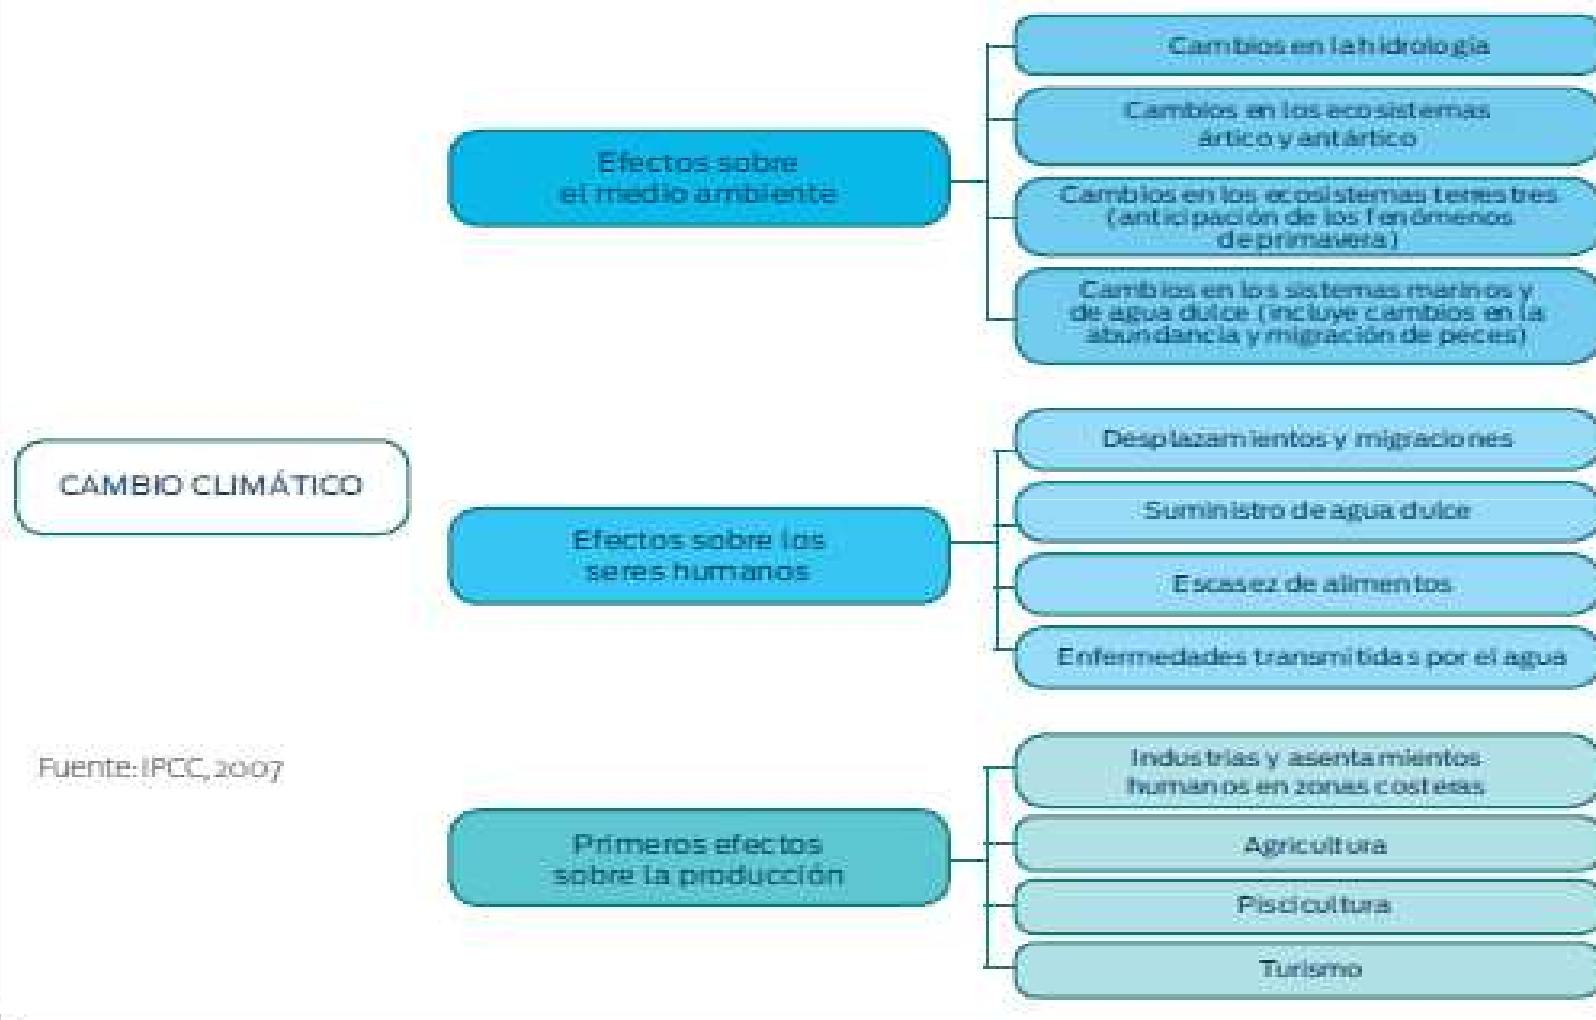 CAMBIO CLIMÁTICO
Efectos sobre
el medio ambiente
Cambios en la hidrología
Cambios en los ecosistemas
ártico y antártico
Cambios en los ecosistemas terrestres
(anticipación de los fenómenos
de primavera)
Cambios en los sistemas marinos y
de agua dulce (incluye cambios en la
abundancia y migración de peces)
Efectos sobre los
seres humanos
Desplazamientos y migraciones
Suministro de agua dulce
Escasez de alimentos
Enfermedades transmitidas por el agua
Primeros efectos
sobre la producción
Industrias y asentamientos
humanos en zonas costeras
Agricultura
Piscicultura
Turismo
Fuente: IPCC, 2007